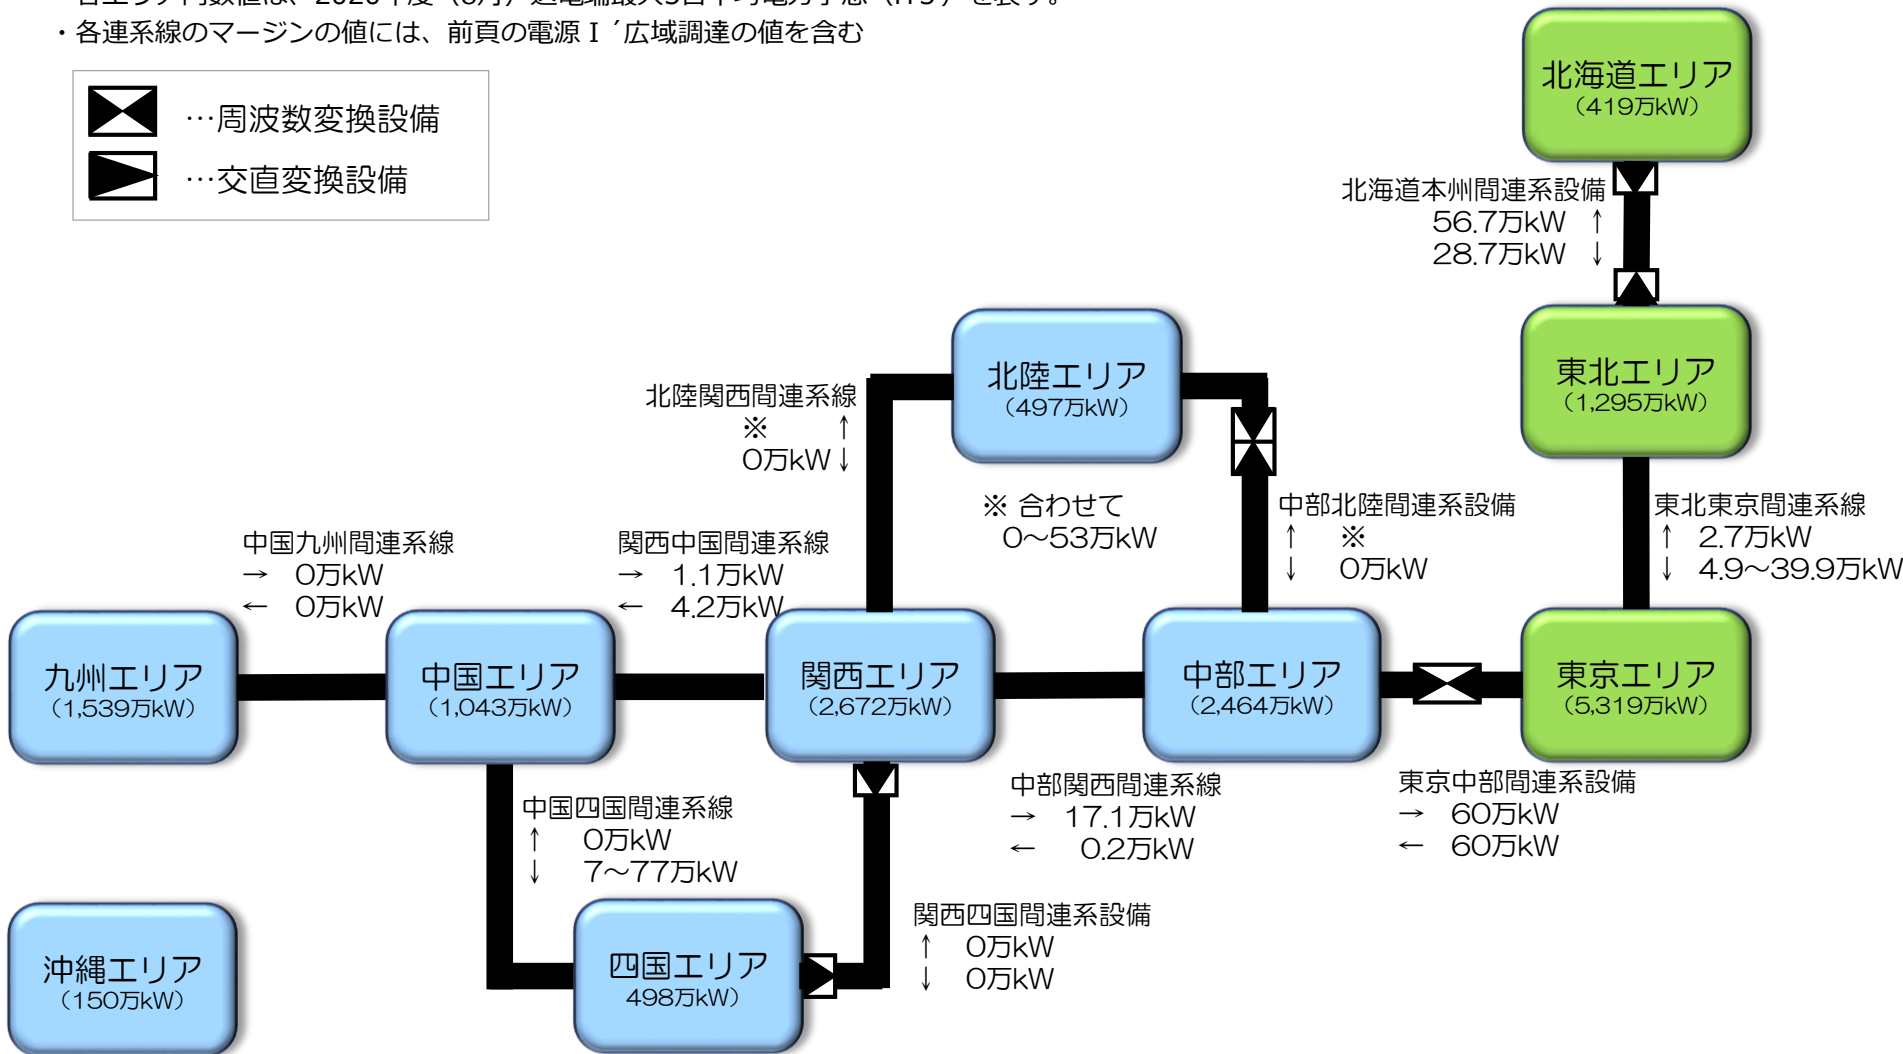 ・各連系線のマージンの値には、前頁の電源Ⅰ´広域調達の値を含む
…周波数変換設備
…交直変換設備
北海道エリア
(419万kW)
北海道本州間連系設備
56.7万kW ↑
28.7万kW ↓
北陸エリア
(497万kW)
東北エリア
(1,295万kW)
北陸関西間連系線
※ ↑
0万kW ↓
※ 合わせて
0～53万kW
中部北陸間連系設備
↑ ※
↓ 0万kW
東北東京間連系線
↑ 2.7万kW
↓ 4.9～39.9万kW
中国九州間連系線
→ 0万kW
← 0万kW
関西中国間連系線
→ 1.1万kW
← 4.2万kW
九州エリア
(1,539万kW)
中国エリア
(1,043万kW)
関西エリア
(2,672万kW)
中部エリア
(2,464万kW)
東京エリア
(5,319万kW)
中国四国間連系線
↑ 0万kW
↓ 7～77万kW
中部関西間連系線
→ 17.1万kW
← 0.2万kW
東京中部間連系設備
→ 60万kW
← 60万kW
関西四国間連系設備
↑ 0万kW
↓ 0万kW
沖縄エリア
(150万kW)
四国エリア
498万kW)